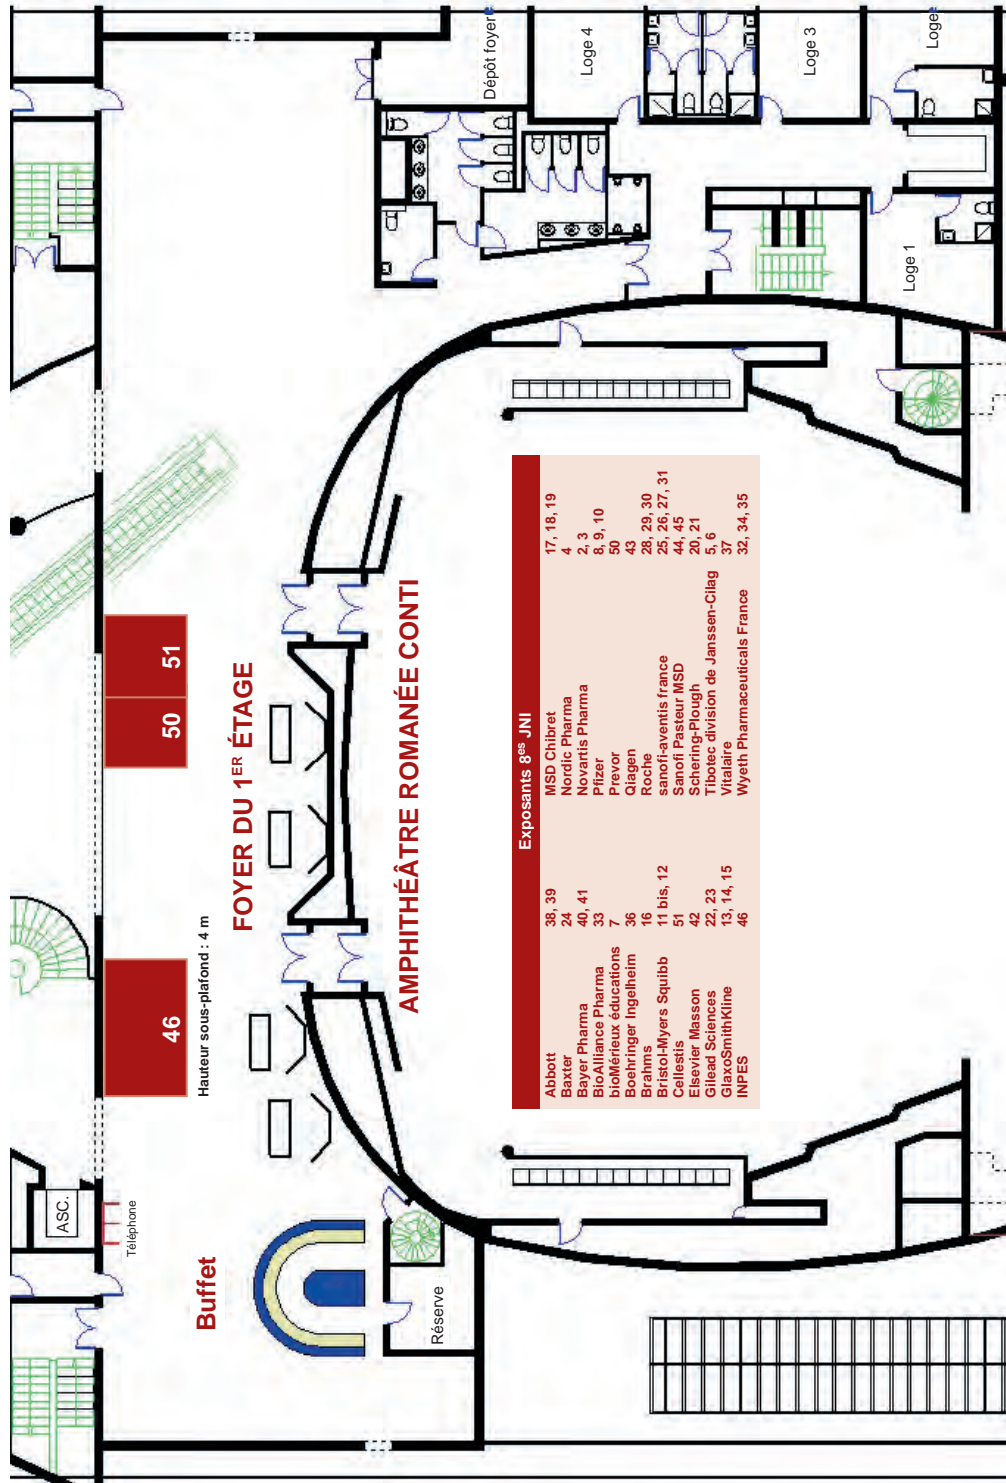 ASC.
Téléphone
46 50 51
Hauteur sous-plafond : 4 m
Buffet
FOYER DU 1ER ÉTAGE
AMPHITHÉÂTRE ROMANÉE CONTI
Réserve
Dépôt foyer
Exposants 8es JNI
Abbott 38, 39 MSD Chibret 17, 18, 19
Baxter 24 Nordic Pharma 4
Bayer Pharma 40, 41 Novartis Pharma 2, 3
BioAlliance Pharma 33 Pfizer 8, 9, 10
bioMérieux éducations 7 Prevor 50
Boehringer Ingelheim 36 Qiagen 43
Brahms 16 Roche 28, 29, 30
Bristol-Myers Squibb 11 bis, 12 sanofi-aventis france 25, 26, 27, 31
Cellestis 51 Sanofi Pasteur MSD 44, 45
Elsevier Masson 42 Schering-Plough 20, 21
Gilead Sciences 22, 23 Tibotec division de Janssen-Cilag 5, 6
GlaxoSmithKline 13, 14, 15 Vitalaire 37
INPES 46 Wyeth Pharmaceuticals France 32, 34, 35
Loge 4
Loge 3
Loge 1
Loge